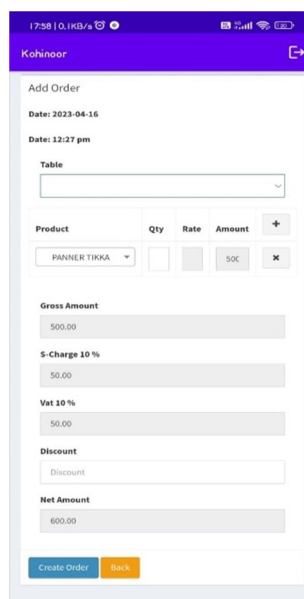 17:58 | 0.1KB/s
20
Kohinoor
Add Order
Date: 2023-04-16
Date: 12:27 pm
Table
Product Qty Rate Amount +
PANNER TIKKA 500 ×
Gross Amount
500.00
S-Charge 10 %
50.00
Vat 10 %
50.00
Discount
Discount
Net Amount
600.00
Create Order Back